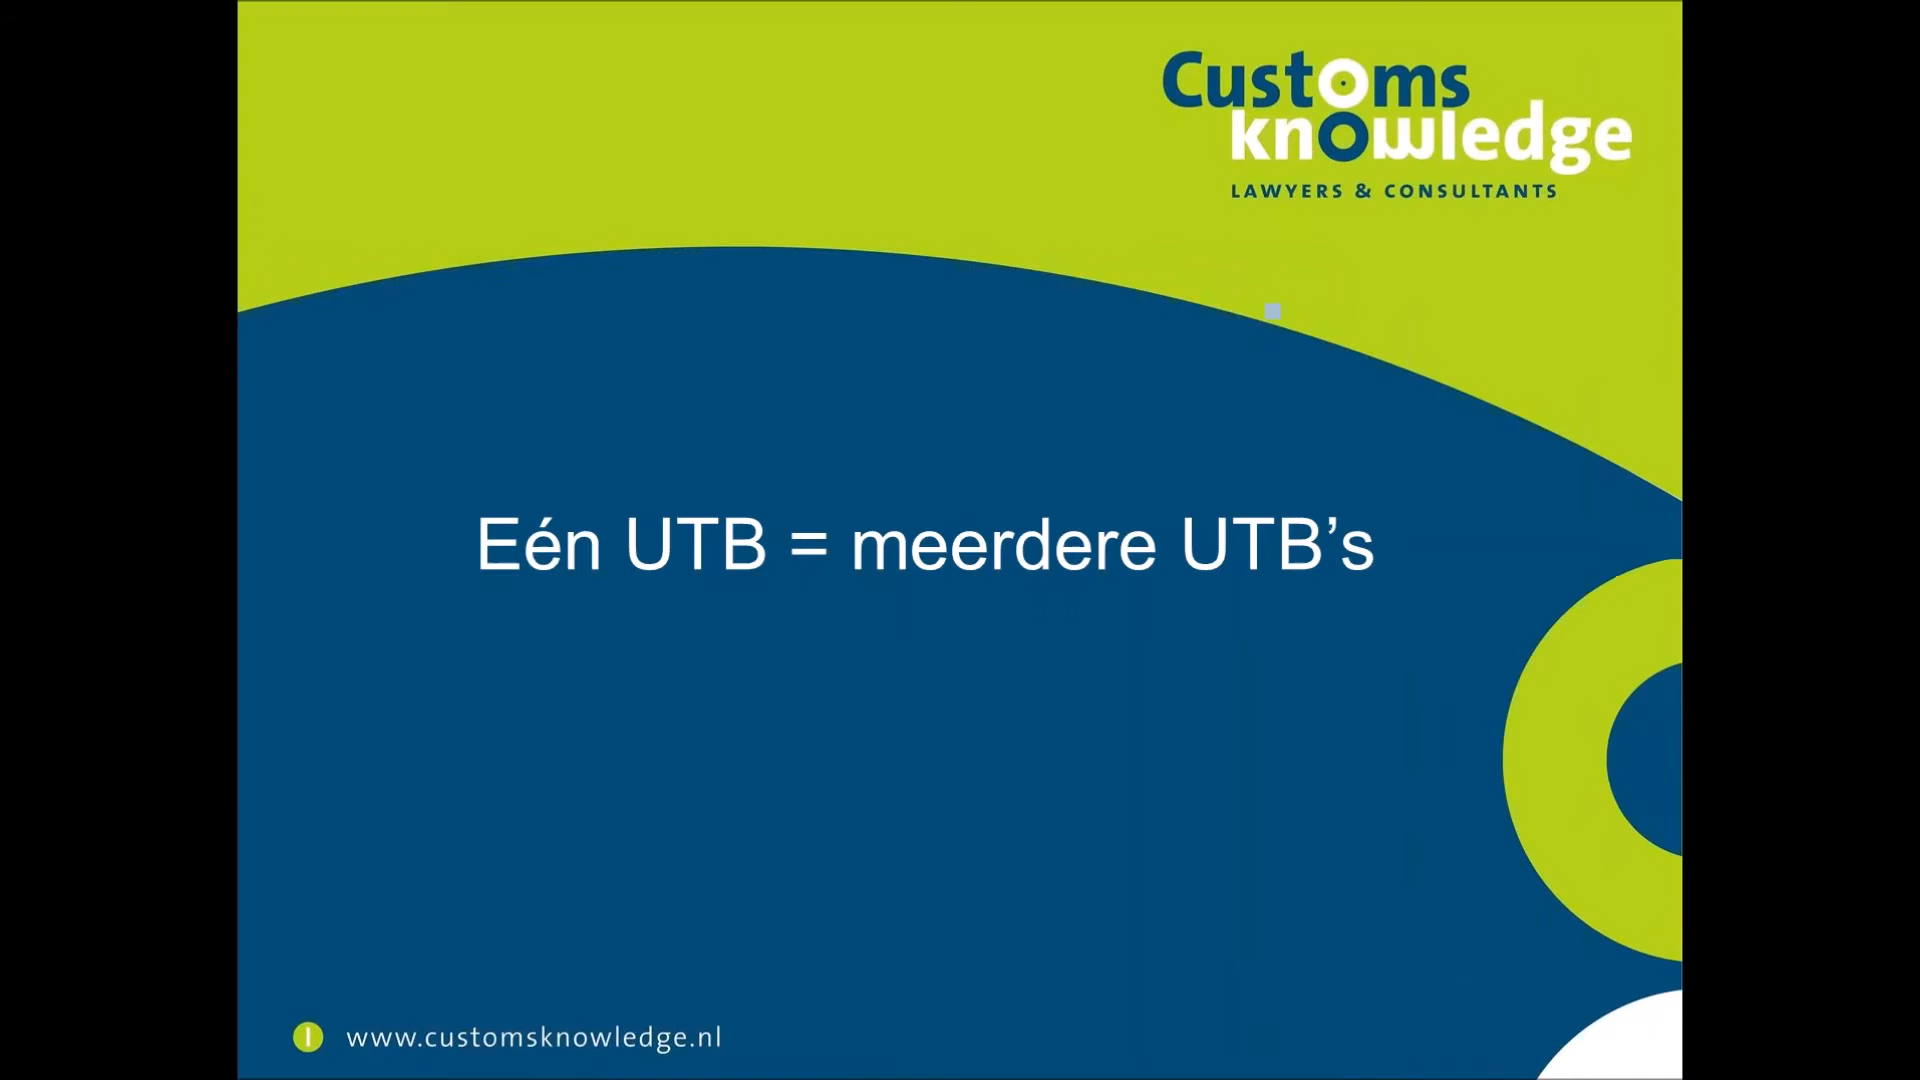 Customs
knowledge
LAWYERS & CONSULTANTS
Eén UTB = meerdere UTB’s
www.customsknowledge.nl